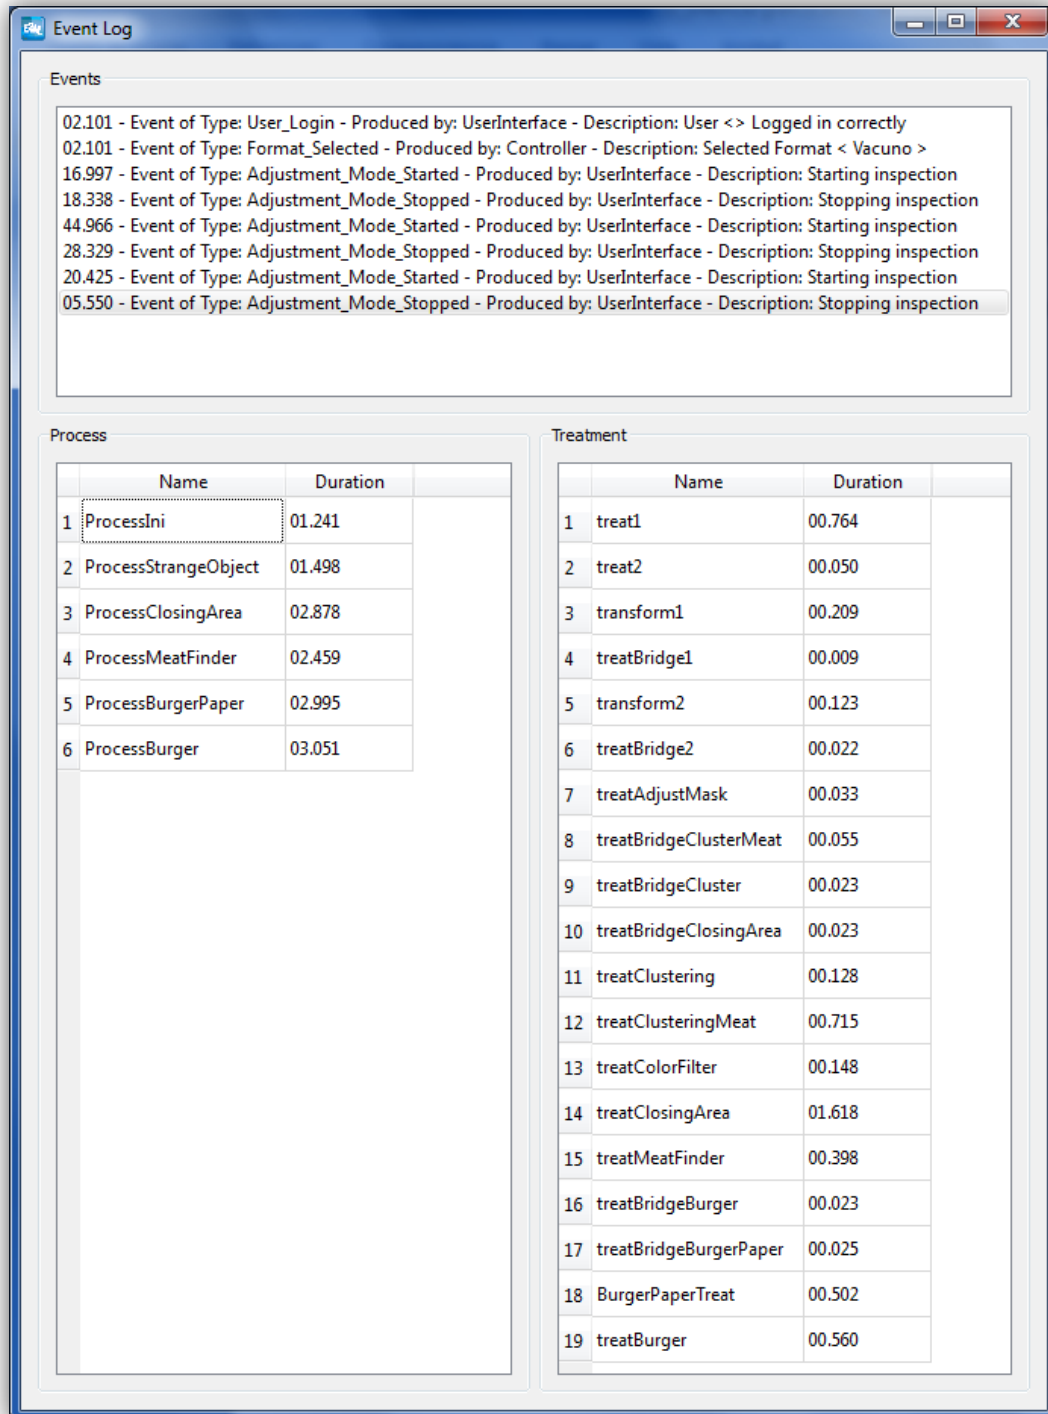 Event Log
Events
02.101 - Event of Type: User_Login - Produced by: UserInterface - Description: User <> Logged in correctly
02.101 - Event of Type: Format_Selected - Produced by: Controller - Description: Selected Format < Vacuno >
16.997 - Event of Type: Adjustment_Mode_Started - Produced by: UserInterface - Description: Starting inspection
18.338 - Event of Type: Adjustment_Mode_Stopped - Produced by: UserInterface - Description: Stopping inspection
44.966 - Event of Type: Adjustment_Mode_Started - Produced by: UserInterface - Description: Starting inspection
28.329 - Event of Type: Adjustment_Mode_Stopped - Produced by: UserInterface - Description: Stopping inspection
20.425 - Event of Type: Adjustment_Mode_Started - Produced by: UserInterface - Description: Starting inspection
05.550 - Event of Type: Adjustment_Mode_Stopped - Produced by: UserInterface - Description: Stopping inspection
Process
Name Duration
1 ProcessIni 01.241
2 ProcessStrangeObject 01.498
3 ProcessClosingArea 02.878
4 ProcessMeatFinder 02.459
5 ProcessBurgerPaper 02.995
6 ProcessBurger 03.051
Treatment
Name Duration
1 treat1 00.764
2 treat2 00.050
3 transform1 00.209
4 treatBridge1 00.009
5 transform2 00.123
6 treatBridge2 00.022
7 treatAdjustMask 00.033
8 treatBridgeClusterMeat 00.055
9 treatBridgeCluster 00.023
10 treatBridgeClosingArea 00.023
11 treatClustering 00.128
12 treatClusteringMeat 00.715
13 treatColorFilter 00.148
14 treatClosingArea 01.618
15 treatMeatFinder 00.398
16 treatBridgeBurger 00.023
17 treatBridgeBurgerPaper 00.025
18 BurgerPaperTreat 00.502
19 treatBurger 00.560